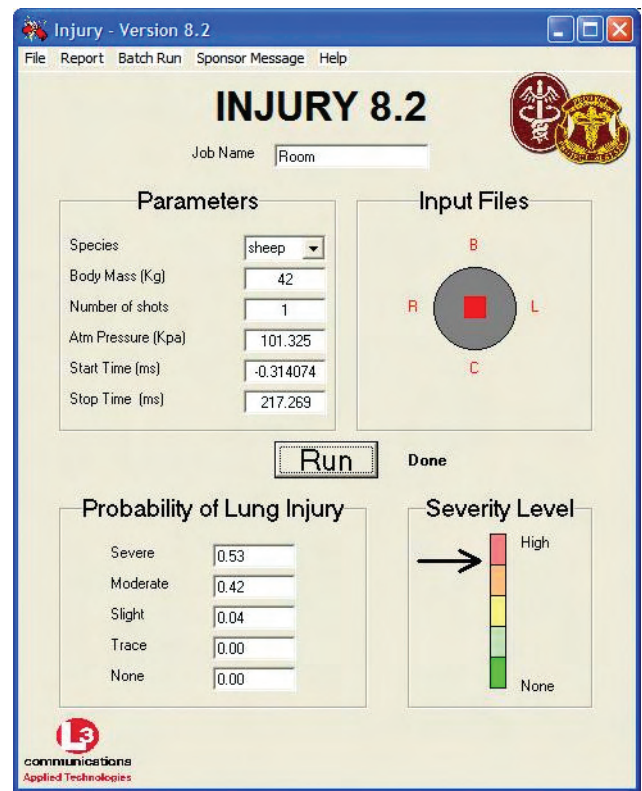 Injury - Version 8.2
File Report Batch Run Sponsor Message Help
INJURY 8.2
Job Name Room
Parameters
Species sheep
Body Mass (Kg) 42
Number of shots 1
Atm Pressure (Kpa) 101.325
Start Time (ms) -0.314074
Stop Time (ms) 217.269
Input Files
B
R L
C
Run Done
Probability of Lung Injury
Severe 0.53
Moderate 0.42
Slight 0.04
Trace 0.00
None 0.00
Severity Level
High
None
L3
communications
Applied Technologies